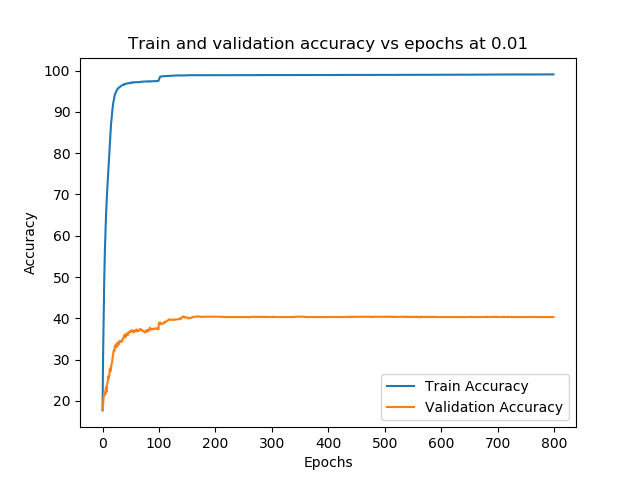 Train and validation accuracy vs epochs at 0.01
100
90
80
70
60
50
40
30
20
Accuracy
0 100 200 300 400 500 600 700 800
Epochs
Train Accuracy
Validation Accuracy